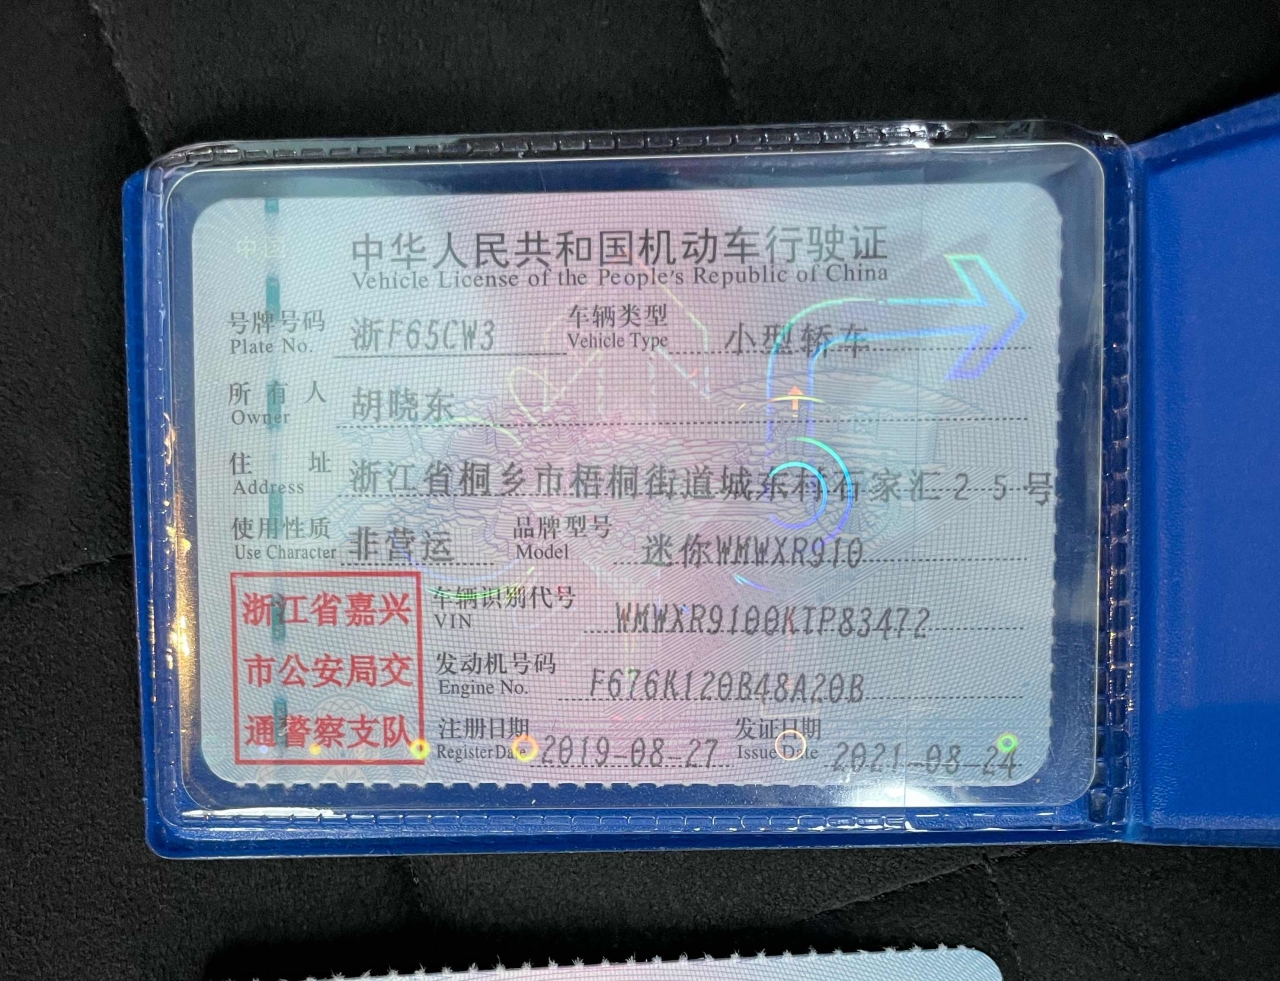 中华人民共和国机动车行驶证
Vehicle License of the People's Republic of China
号牌号码 浙F65CW3 车辆类型 小型轿车
Plate No. Vehicle Type
所有人 胡晓东
Owner
住址 浙江省桐乡市梧桐街道城东村石家汇25号
Address
使用性质 非营运 品牌型号 迷你WMWXR910
Use Character Model
浙江省嘉兴
市公安局交
通警察支队
车辆识别代号 WMWXR9100KTP83472
VIN
发动机号码 F676K120B48A20B
Engine No.
注册日期 2019-08-27 发证日期 2021-08-24
Register Date Issue Date